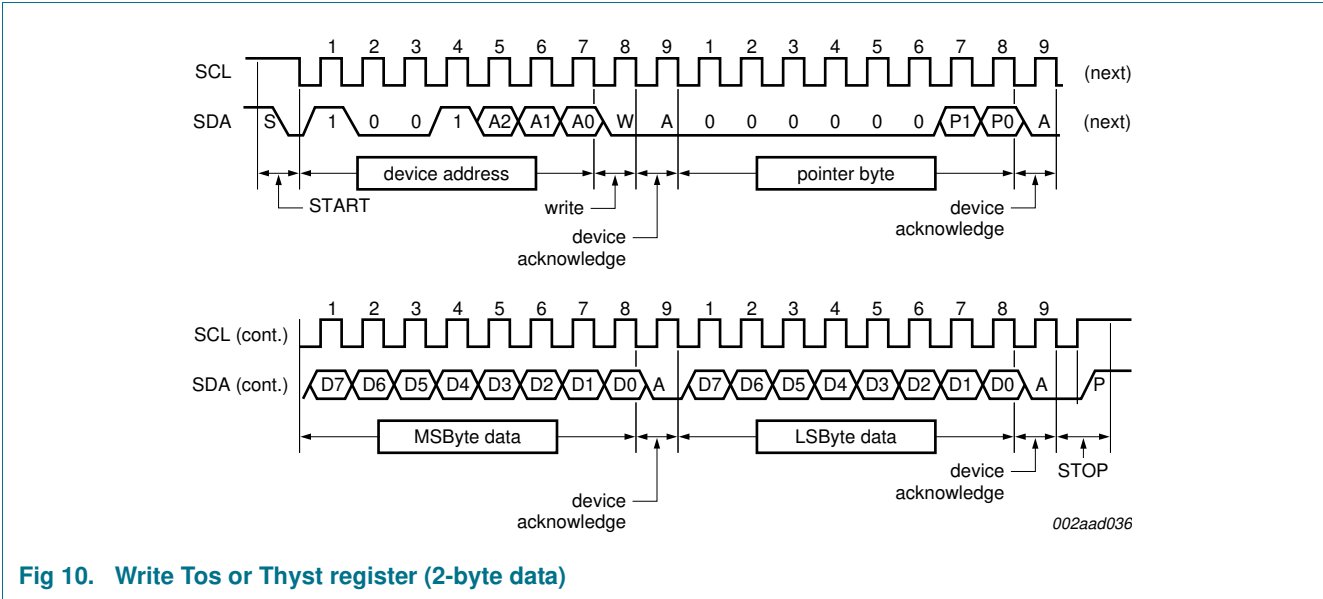 1 2 3 4 5 6 7 8 9 1 2 3 4 5 6 7 8 9
SCL (next)
SDA S 1 0 0 1 A2 A1 A0 W A 0 0 0 0 0 0 P1 P0 A (next)
device address pointer byte
START write device
device acknowledge
acknowledge
1 2 3 4 5 6 7 8 9 1 2 3 4 5 6 7 8 9
SCL (cont.)
SDA (cont.) D7 D6 D5 D4 D3 D2 D1 D0 A D7 D6 D5 D4 D3 D2 D1 D0 A P
MSByte data LSByte data
device STOP
acknowledge
device
acknowledge
002aad036
Fig 10. Write Tos or Thyst register (2-byte data)